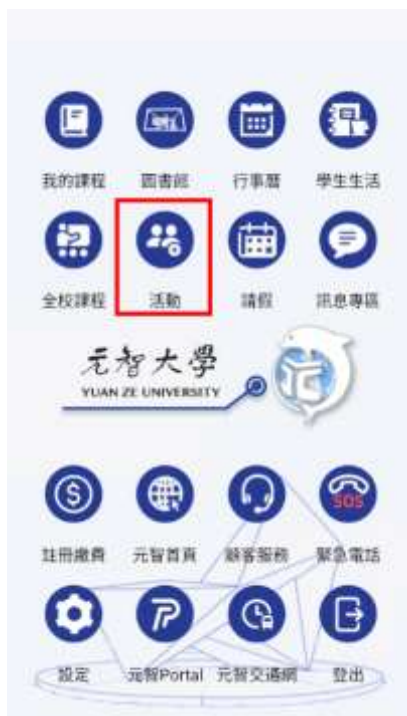 我的課程 圖書館 行事曆 學生生活
全校課程 活動 請假 訊息專區
元智大學
YUAN ZE UNIVERSITY
註冊繳費 元智首頁 顧客服務 緊急電話
SOS
設定 元智Portal 元智交通網 登出